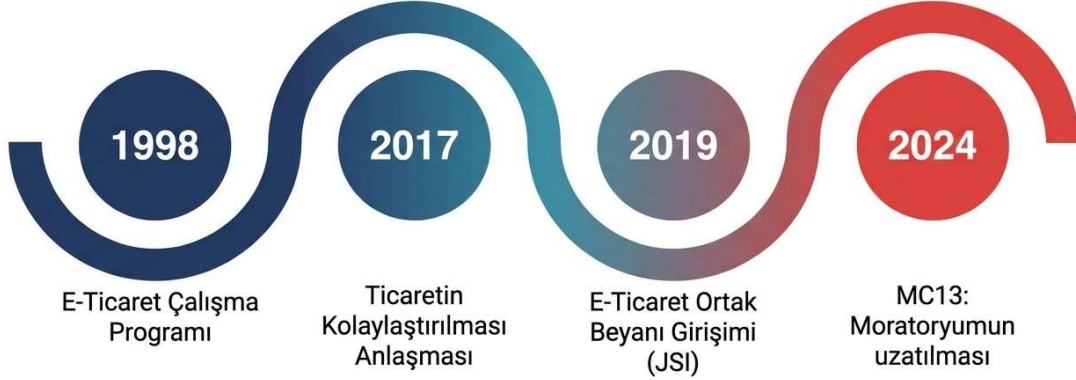 1998
E-Ticaret Çalışma
Programı
2017
Ticaretin
Kolaylaştırılması
Anlaşması
2019
E-Ticaret Ortak
Beyanı Girişimi
(JSI)
2024
MC13:
Moratoryumun
uzatılması